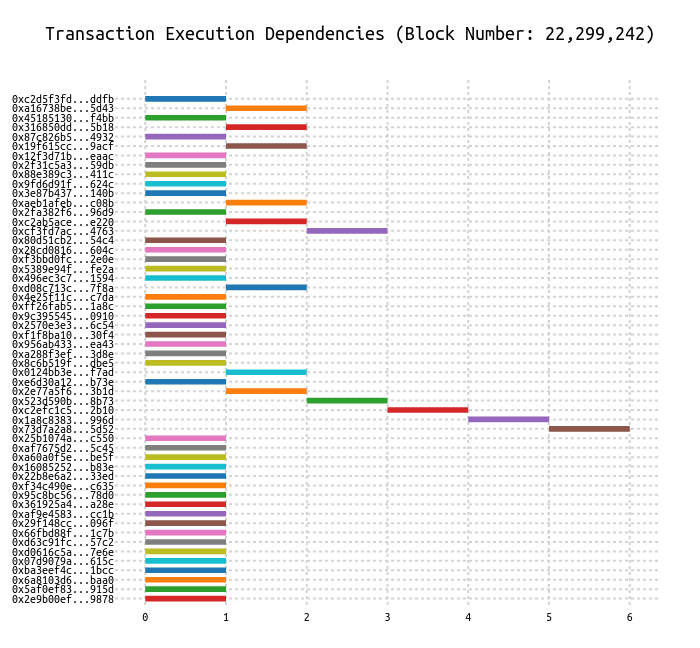 Transaction Execution Dependencies (Block Number: 22,299,242)
0xc2d5f3fd...ddfb
0xa16738be...5d43
0x45185130...f4bb
0x316850dd...5b18
0x87c826b5...4932
0x19f615cc...9acf
0x12f3d71b...eaac
0x2f31c5a3...59db
0x88e389c3...411c
0x9fd6d91f...624c
0x3e87b437...140b
0xaeb1afeb...c08b
0x2fa382f6...96d9
0xc2ab5ace...e220
0xcf3fd7ac...4763
0x80d51cb2...54c4
0x28cd0816...604c
0xf3bbd0fc...2e0e
0x5389e94f...fe2a
0x496ec3c7...1594
0xd08c713c...7f8a
0x4e25f11c...c7da
0xff26fab5...1a8c
0x9c395545...0910
0x2570e3e3...6c54
0xf1f8ba10...30f4
0x956ab433...ea43
0xa288f3ef...3d8e
0x8c6b519f...dbe5
0x0124bb3e...f7ad
0xe6d30a12...b73e
0x2e77a5f6...3b1d
0x523d590b...8b73
0xc2efc1c5...2b10
0x1a8c8383...996d
0x73d7a2a8...5d52
0x25b1074a...c550
0xaf7675d2...5c45
0xa60a0f5e...be5f
0x16085252...b83e
0x22b8e6a2...33ed
0xf34c490e...c635
0x95c8bc56...78d0
0x361925a4...a28e
0xaf9e4583...cc1b
0x29f148cc...096f
0x66fbd88f...1c7b
0xd63c91fc...57c2
0xd0616c5a...7e6e
0x07d9079a...615c
0xba3eef4c...1bcc
0x6a8103d6...baa0
0x5af0ef83...915d
0x2e9b00ef...9878
0 1 2 3 4 5 6